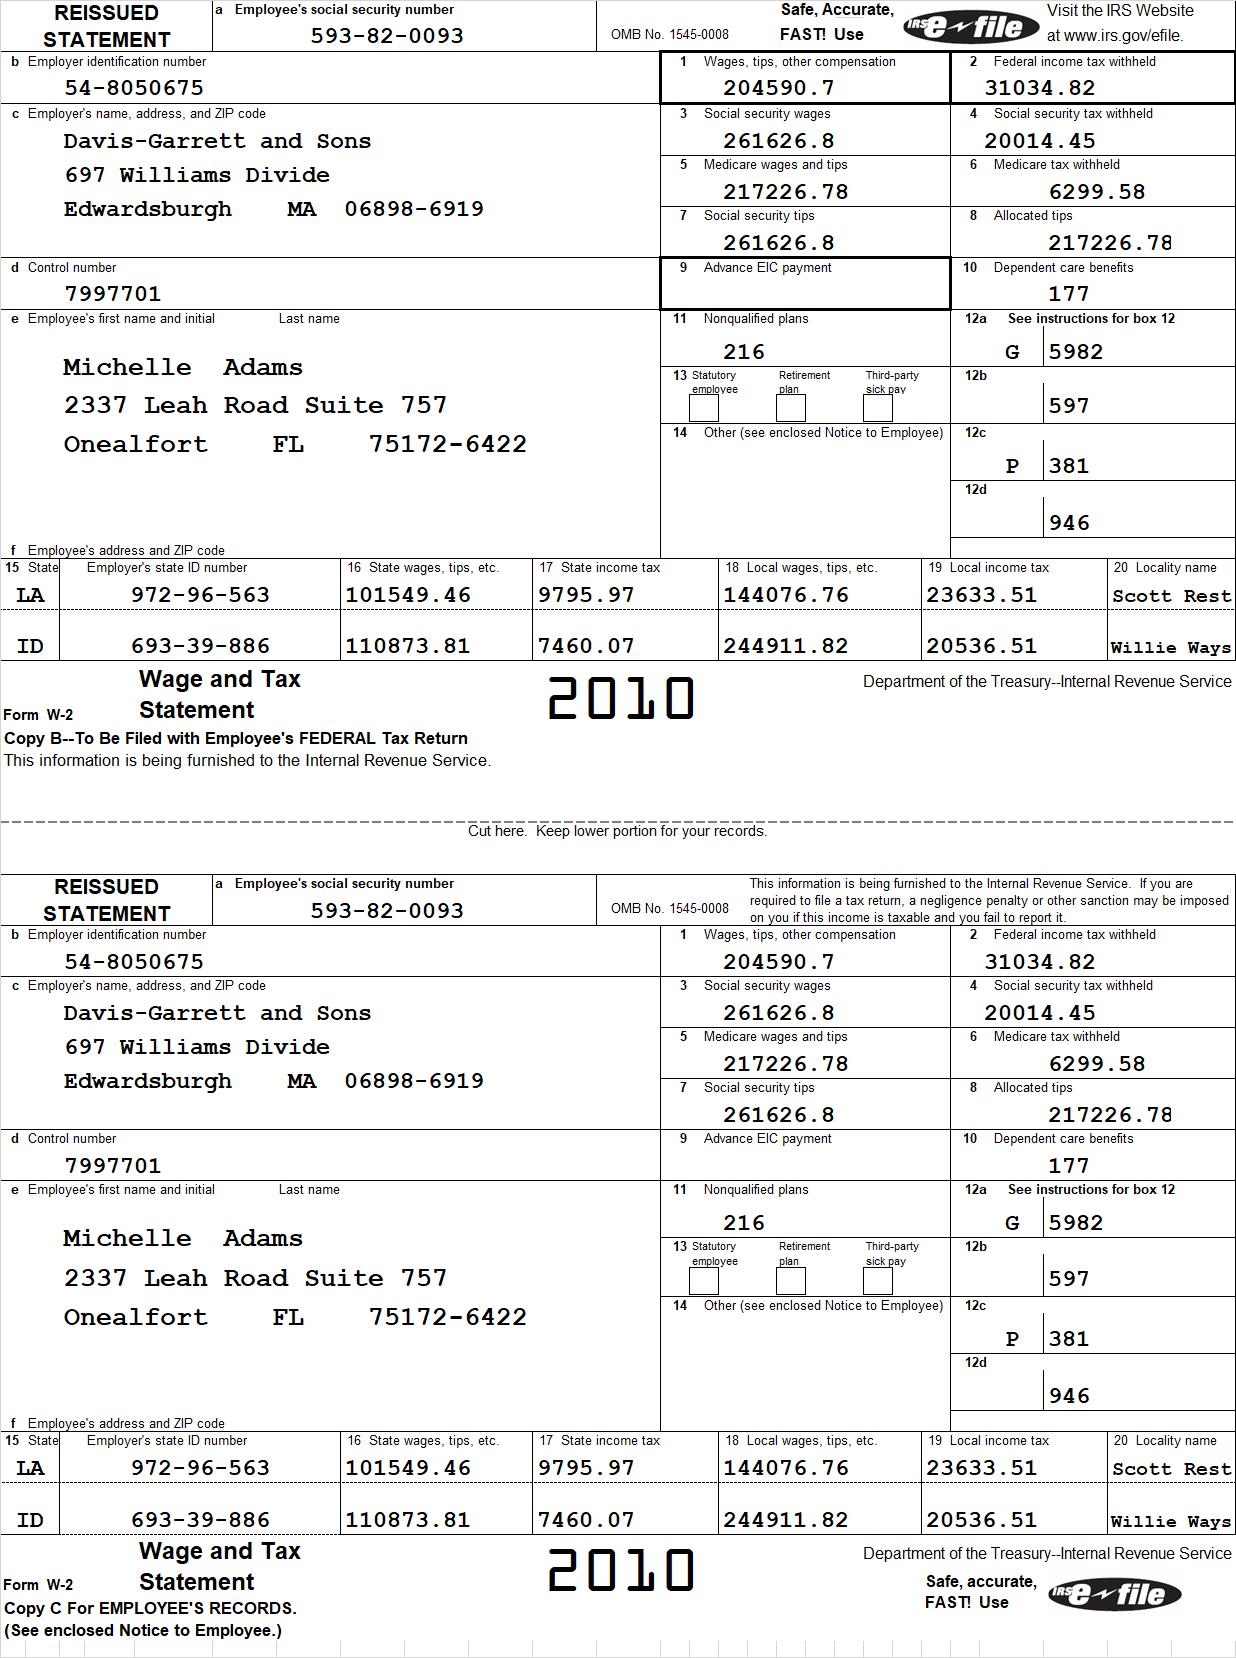 REISSUED STATEMENT
a Employee's social security number
593-82-0093
OMB No. 1545-0008
Safe, Accurate, FAST! Use
IRS e-file
Visit the IRS Website at www.irs.gov/efile.
b Employer identification number
54-8050675
1 Wages, tips, other compensation
204590.7
2 Federal income tax withheld
31034.82
c Employer's name, address, and ZIP code
Davis-Garrett and Sons
697 Williams Divide
Edwardsburgh MA 06898-6919
3 Social security wages
261626.8
4 Social security tax withheld
20014.45
5 Medicare wages and tips
217226.78
6 Medicare tax withheld
6299.58
7 Social security tips
261626.8
8 Allocated tips
217226.78
d Control number
7997701
9 Advance EIC payment
10 Dependent care benefits
177
e Employee's first name and initial Last name
Michelle Adams
2337 Leah Road Suite 757
Onealfort FL 75172-6422
f Employee's address and ZIP code
11 Nonqualified plans
216
12a See instructions for box 12
G 5982
13 Statutory employee Retirement plan Third-party sick pay
12b
597
14 Other (see enclosed Notice to Employee)
12c
P 381
12d
946
15 State Employer's state ID number 16 State wages, tips, etc. 17 State income tax 18 Local wages, tips, etc. 19 Local income tax 20 Locality name
LA 972-96-563 101549.46 9795.97 144076.76 23633.51 Scott Rest
ID 693-39-886 110873.81 7460.07 244911.82 20536.51 Willie Ways
Form W-2 Wage and Tax Statement
2010
Department of the Treasury--Internal Revenue Service
Copy B--To Be Filed with Employee's FEDERAL Tax Return
This information is being furnished to the Internal Revenue Service.
Cut here. Keep lower portion for your records.
REISSUED STATEMENT
a Employee's social security number
593-82-0093
OMB No. 1545-0008
This information is being furnished to the Internal Revenue Service. If you are
required to file a tax return, a negligence penalty or other sanction may be imposed
on you if this income is taxable and you fail to report it.
b Employer identification number
54-8050675
1 Wages, tips, other compensation
204590.7
2 Federal income tax withheld
31034.82
c Employer's name, address, and ZIP code
Davis-Garrett and Sons
697 Williams Divide
Edwardsburgh MA 06898-6919
3 Social security wages
261626.8
4 Social security tax withheld
20014.45
5 Medicare wages and tips
217226.78
6 Medicare tax withheld
6299.58
7 Social security tips
261626.8
8 Allocated tips
217226.78
d Control number
7997701
9 Advance EIC payment
10 Dependent care benefits
177
e Employee's first name and initial Last name
Michelle Adams
2337 Leah Road Suite 757
Onealfort FL 75172-6422
f Employee's address and ZIP code
11 Nonqualified plans
216
12a See instructions for box 12
G 5982
13 Statutory employee Retirement plan Third-party sick pay
12b
597
14 Other (see enclosed Notice to Employee)
12c
P 381
12d
946
15 State Employer's state ID number 16 State wages, tips, etc. 17 State income tax 18 Local wages, tips, etc. 19 Local income tax 20 Locality name
LA 972-96-563 101549.46 9795.97 144076.76 23633.51 Scott Rest
ID 693-39-886 110873.81 7460.07 244911.82 20536.51 Willie Ways
Form W-2 Wage and Tax Statement
2010
Department of the Treasury--Internal Revenue Service
Copy C For EMPLOYEE'S RECORDS.
(See enclosed Notice to Employee.)
Safe, accurate, FAST! Use
IRS e-file